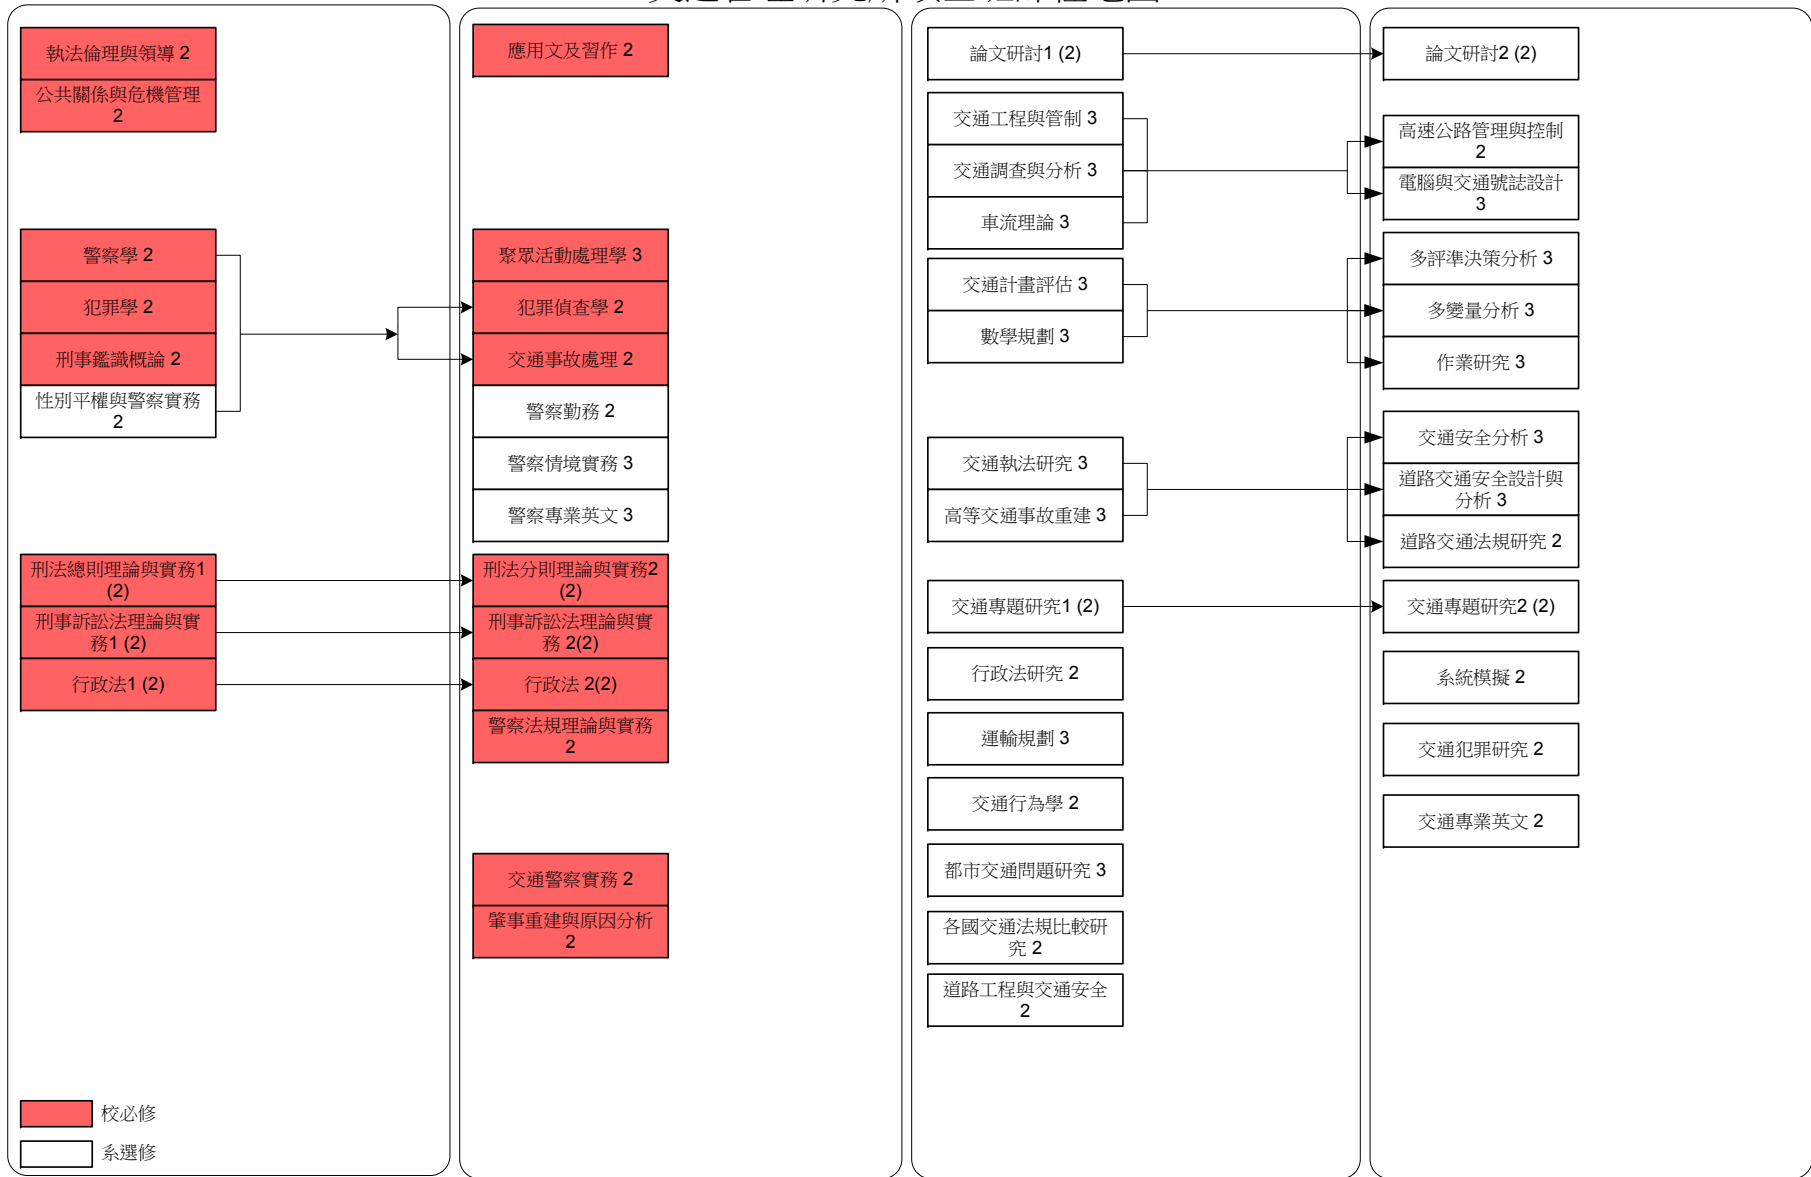 執法倫理與領導 2
公共關係與危機管理
2
警察學 2
犯罪學 2
刑事鑑識概論 2
性別平權與警察實務
2
刑法總則理論與實務1
(2)
刑事訴訟法理論與實
務1 (2)
行政法1 (2)
校必修
系選修
應用文及習作 2
聚眾活動處理學 3
犯罪偵查學 2
交通事故處理 2
警察勤務 2
警察情境實務 3
警察專業英文 3
刑法分則理論與實務2
(2)
刑事訴訟法理論與實
務 2(2)
行政法 2(2)
警察法規理論與實務
2
交通警察實務 2
肇事重建與原因分析
2
論文研討1 (2)
交通工程與管制 3
交通調查與分析 3
車流理論 3
交通計畫評估 3
數學規劃 3
交通執法研究 3
高等交通事故重建 3
交通專題研究1 (2)
行政法研究 2
運輸規劃 3
交通行為學 2
都市交通問題研究 3
各國交通法規比較研
究 2
道路工程與交通安全
2
論文研討2 (2)
高速公路管理與控制
2
電腦與交通號誌設計
3
多評準決策分析 3
多變量分析 3
作業研究 3
交通安全分析 3
道路交通安全設計與
分析 3
道路交通法規研究 2
交通專題研究2 (2)
系統模擬 2
交通犯罪研究 2
交通專業英文 2